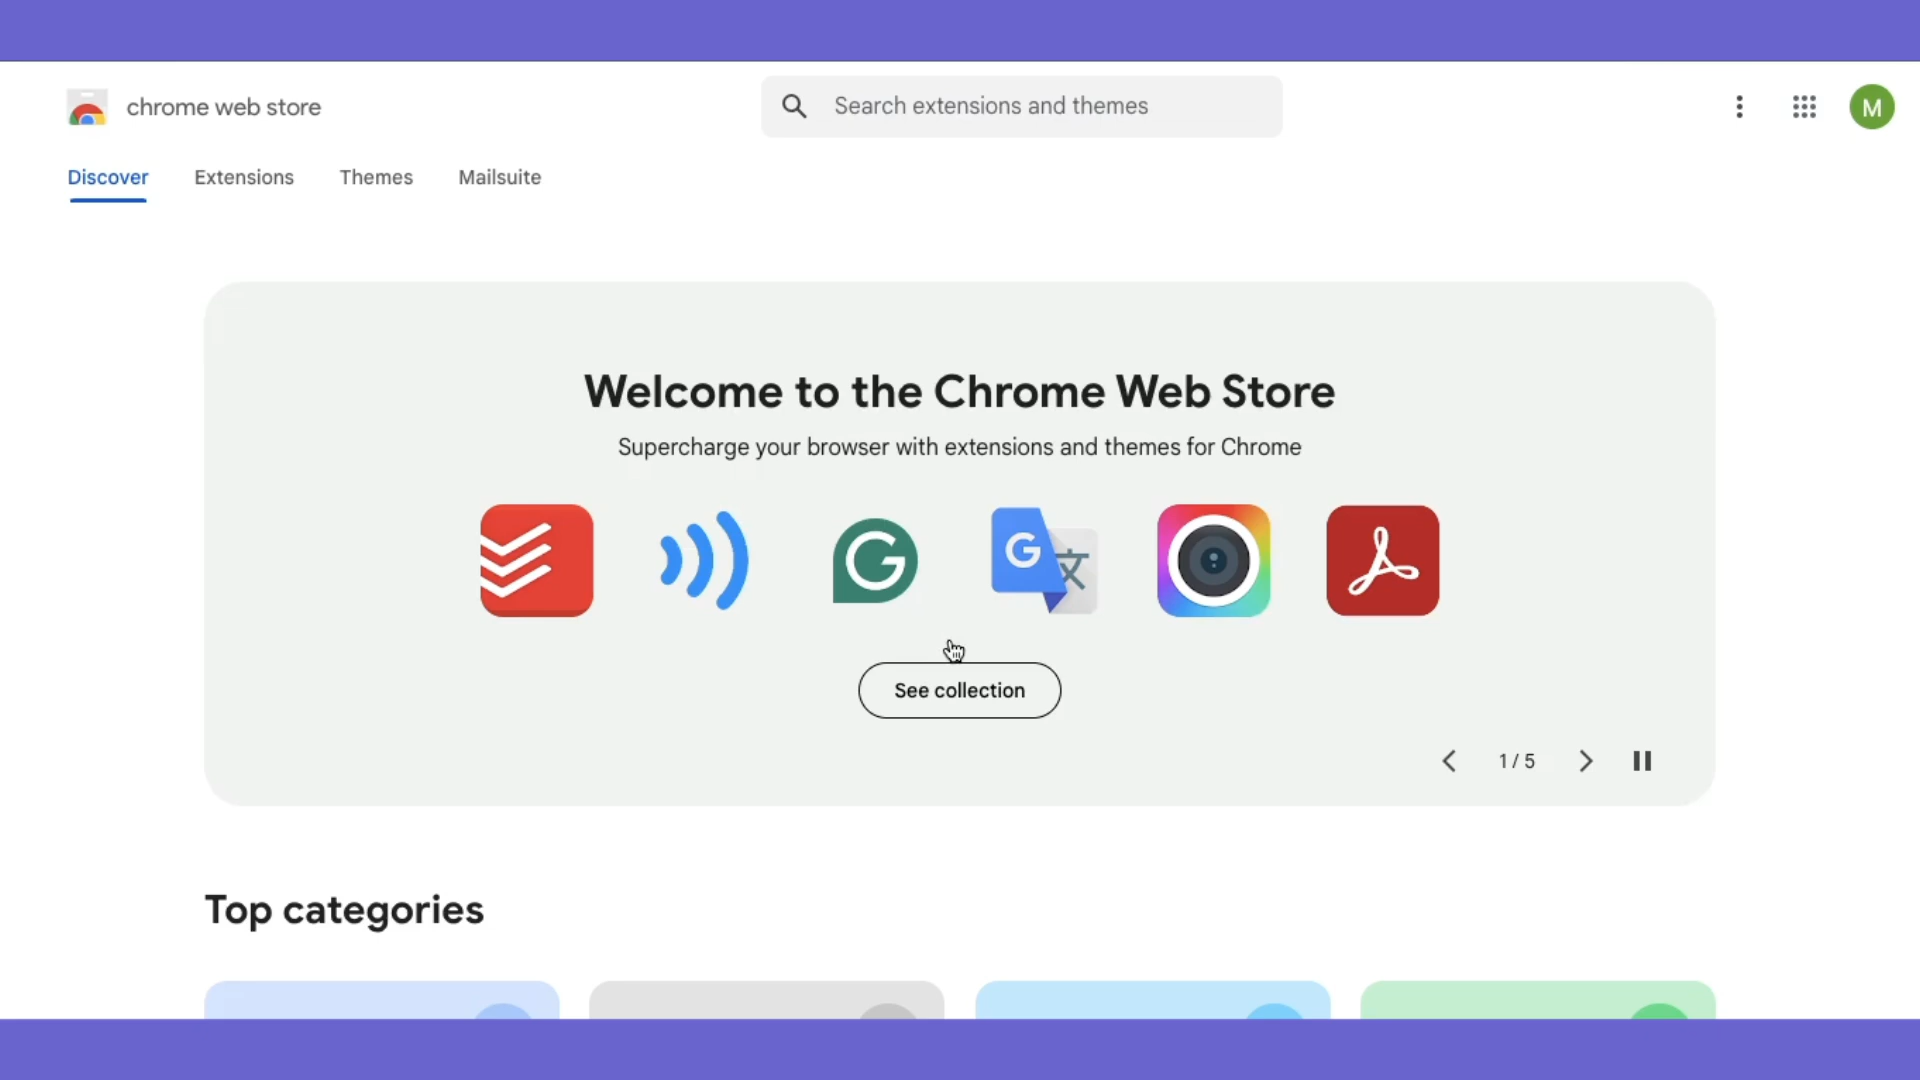 chrome web store
Search extensions and themes
M
Discover
Extensions
Themes
Mailsuite
Welcome to the Chrome Web Store
Supercharge your browser with extensions and themes for Chrome
G
G 文
See collection
1 / 5
Top categories